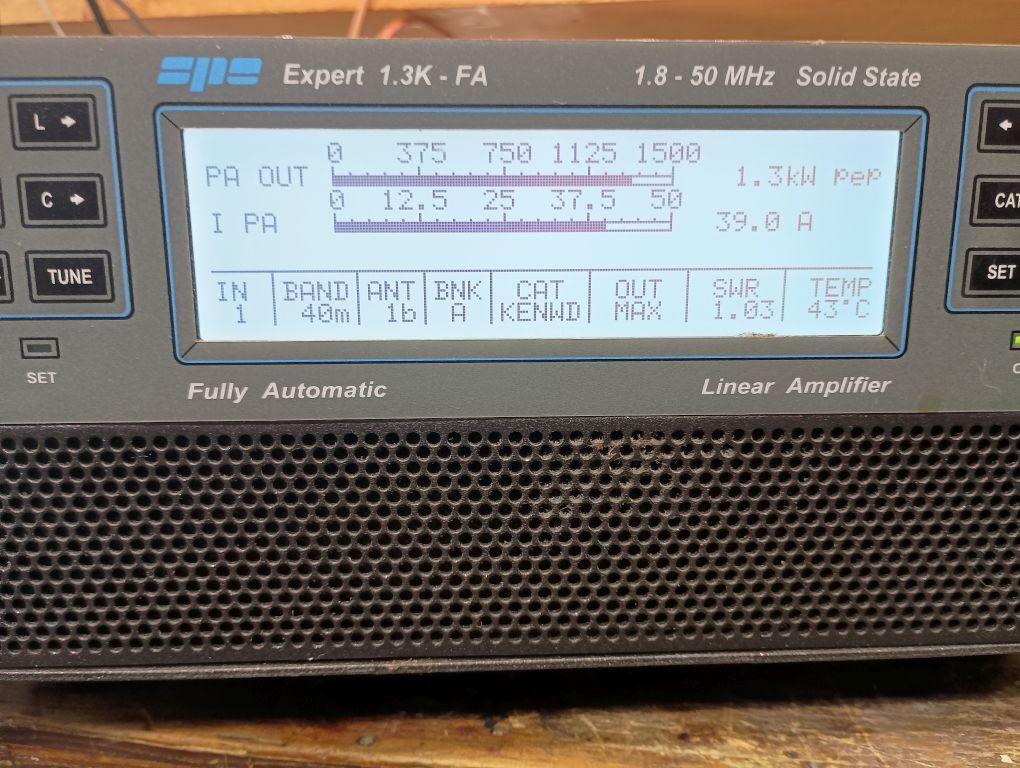 spe Expert 1.3K - FA 1.8 - 50 MHz Solid State
L
C
TUNE
SET
0 375 750 1125 1500
PA OUT 1.3kW pep
0 12.5 25 37.5 50
I PA 39.0 A
IN BAND ANT BNK CAT OUT SWR TEMP
1 40m 1b A KENWD MAX 1.03 43°C
CAT
SET
Fully Automatic Linear Amplifier